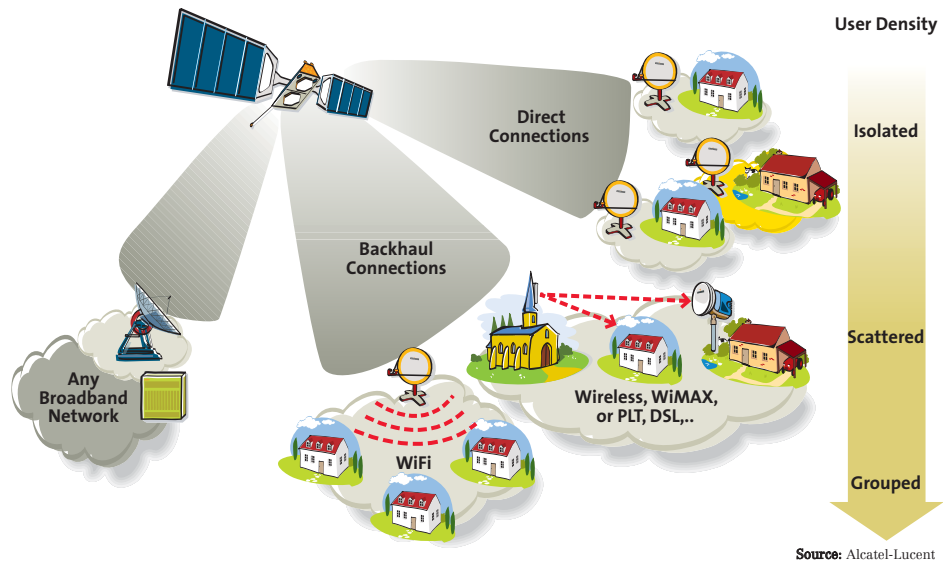 User Density
Direct
Connections
Isolated
Backhaul
Connections
Scattered
Any
Broadband
Network
Wireless, WiMAX,
or PLT, DSL,..
WiFi
Grouped
Source: Alcatel-Lucent